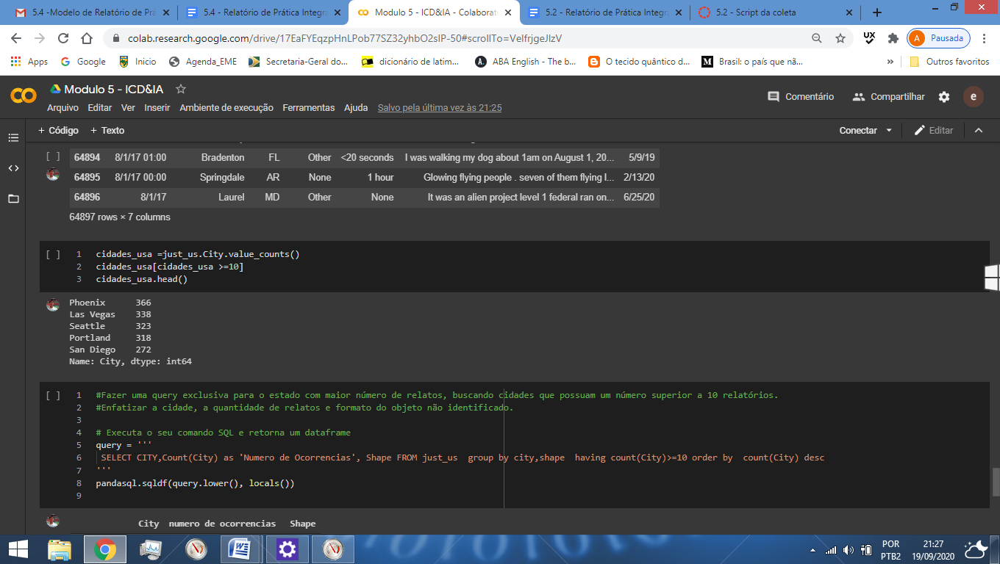 5.4 -Modelo de Relatório de Prá
5.4 - Relatório de Prática Integra
Modulo 5 - ICD&IA - Colaborato
5.2 - Relatório de Prática Integra
5.2 - Script da coleta
colab.research.google.com/drive/17EaFYEqzpHnLPob77SZ32yhbO2slP-50#scrollTo=VelfrjgeJlzV
UX
A Pausada
Apps
Google
Inicio
Agenda_EME
Secretaria-Geral do...
dicionário de latim...
ABA English - The b...
O tecido quântico d...
Brasil: o país que nã...
»
Outros favoritos
Modulo 5 - ICD&IA
Comentário
Compartilhar
e
Arquivo Editar Ver Inserir Ambiente de execução Ferramentas Ajuda Salvo pela última vez às 21:25
+ Código + Texto
Conectar
Editar
[ ] 64894 8/1/17 01:00 Bradenton FL Other <20 seconds I was walking my dog about 1am on August 1, 20... 5/9/19
64895 8/1/17 00:00 Springdale AR None 1 hour Glowing flying people . seven of them flying l... 2/13/20
64896 8/1/17 Laurel MD Other None It was an alien project level 1 federal ran on... 6/25/20
64897 rows × 7 columns
[ ] 1 cidades_usa =just_us.City.value_counts()
2 cidades_usa[cidades_usa >=10]
3 cidades_usa.head()
Phoenix 366
Las Vegas 338
Seattle 323
Portland 318
San Diego 272
Name: City, dtype: int64
[ ] 1 #Fazer uma query exclusiva para o estado com maior número de relatos, buscando cidades que possuam um número superior a 10 relatórios.
2 #Enfatizar a cidade, a quantidade de relatos e formato do objeto não identificado.
3
4 # Executa o seu comando SQL e retorna um dataframe
5 query = '''
6 SELECT CITY,Count(City) as 'Numero de Ocorrencias', Shape FROM just_us group by city,shape having count(City)>=10 order by count(City) desc
7 '''
8 pandasql.sqldf(query.lower(), locals())
9
City numero de ocorrencias Shape
POR
PTB2
21:27
19/09/2020